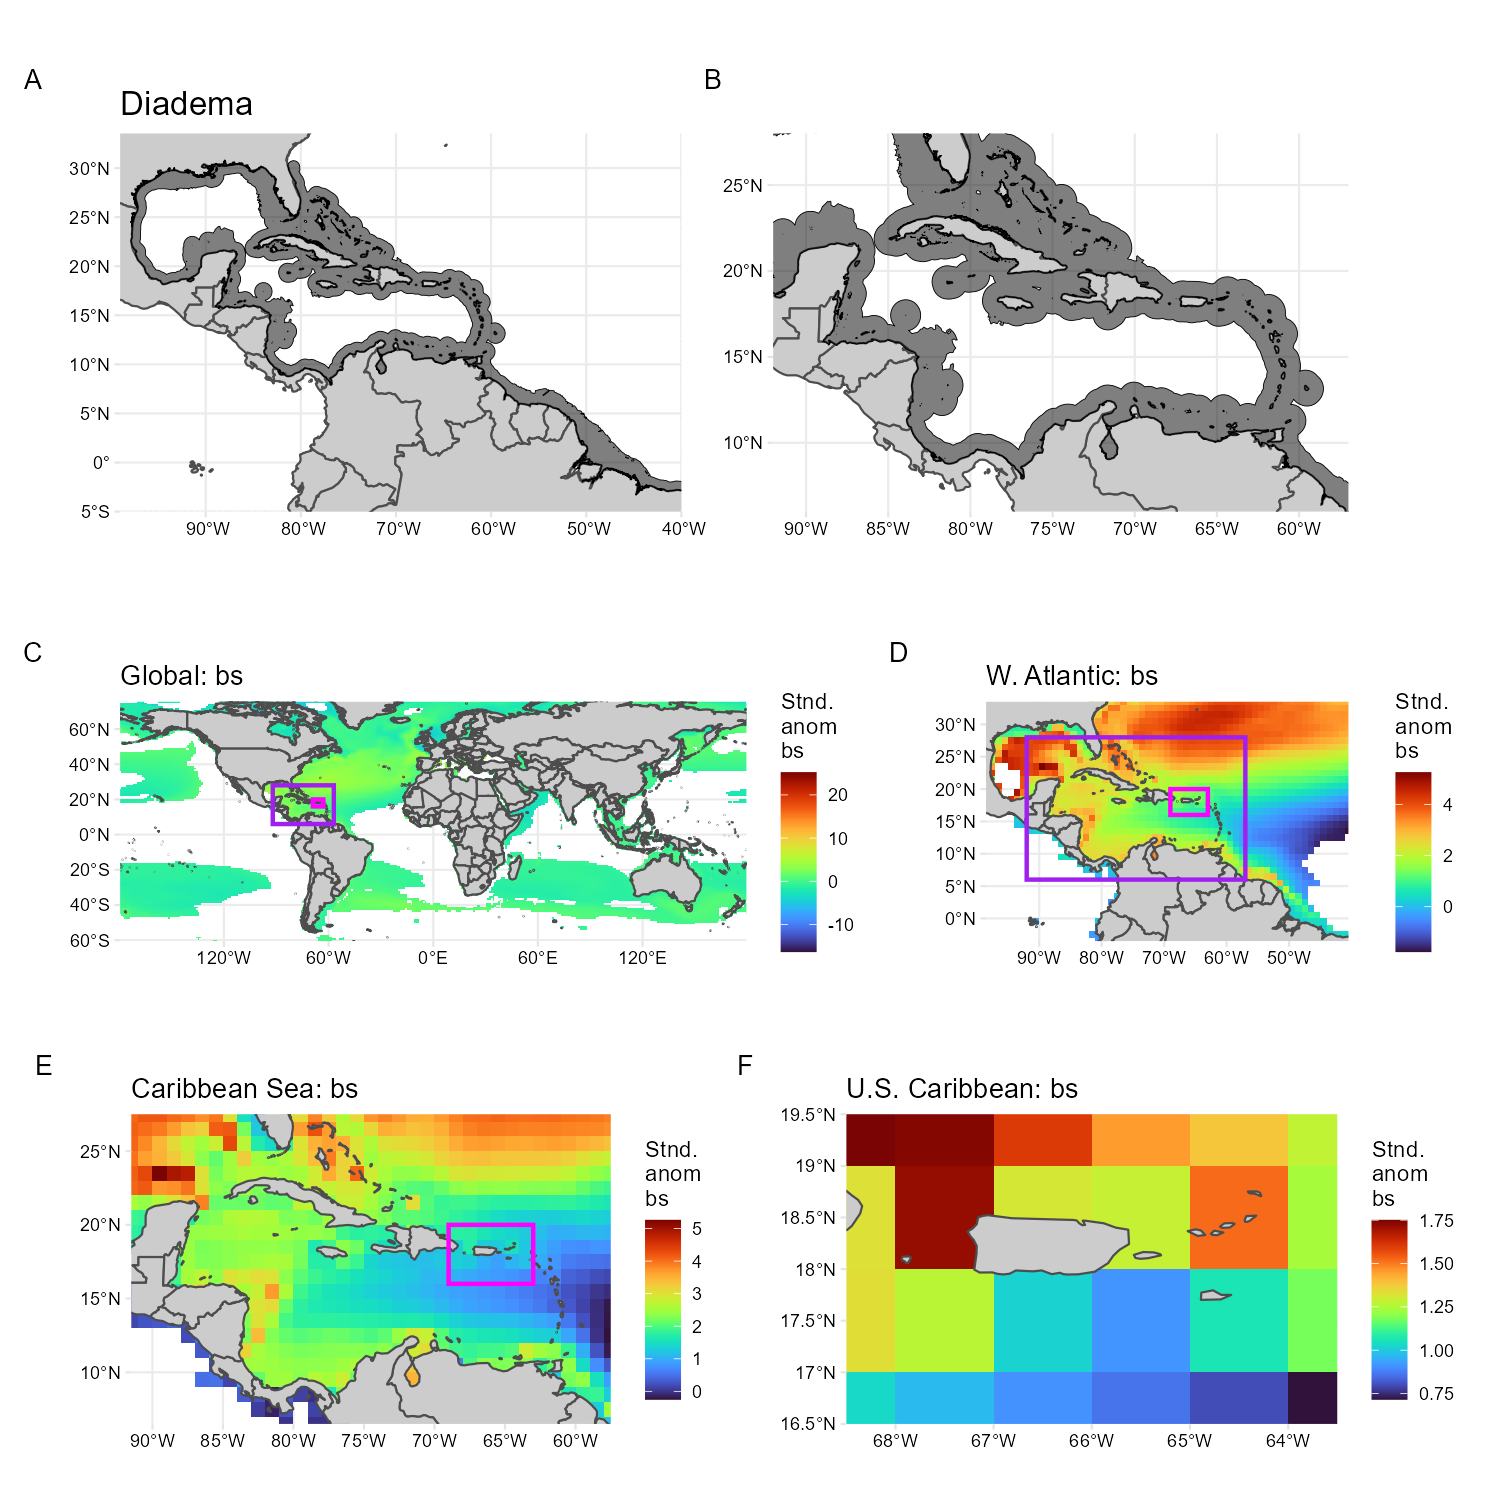 A
B
Diadema
30°N
25°N
20°N
15°N
10°N
5°N
0°
5°S
90°W 80°W 70°W 60°W 50°W 40°W
25°N
20°N
15°N
10°N
90°W 85°W 80°W 75°W 70°W 65°W 60°W
C
Global: bs
60°N
40°N
20°N
0°N
20°S
40°S
60°S
120°W 60°W 0°E 60°E 120°E
Stnd.
anom
bs
20
10
0
-10
D
W. Atlantic: bs
30°N
25°N
20°N
15°N
10°N
5°N
0°N
90°W 80°W 70°W 60°W 50°W
Stnd.
anom
bs
4
2
0
E
Caribbean Sea: bs
25°N
20°N
15°N
10°N
90°W 85°W 80°W 75°W 70°W 65°W 60°W
Stnd.
anom
bs
5
4
3
2
1
0
F
U.S. Caribbean: bs
19.5°N
19°N
18.5°N
18°N
17.5°N
17°N
16.5°N
68°W 67°W 66°W 65°W 64°W
Stnd.
anom
bs
1.75
1.50
1.25
1.00
0.75